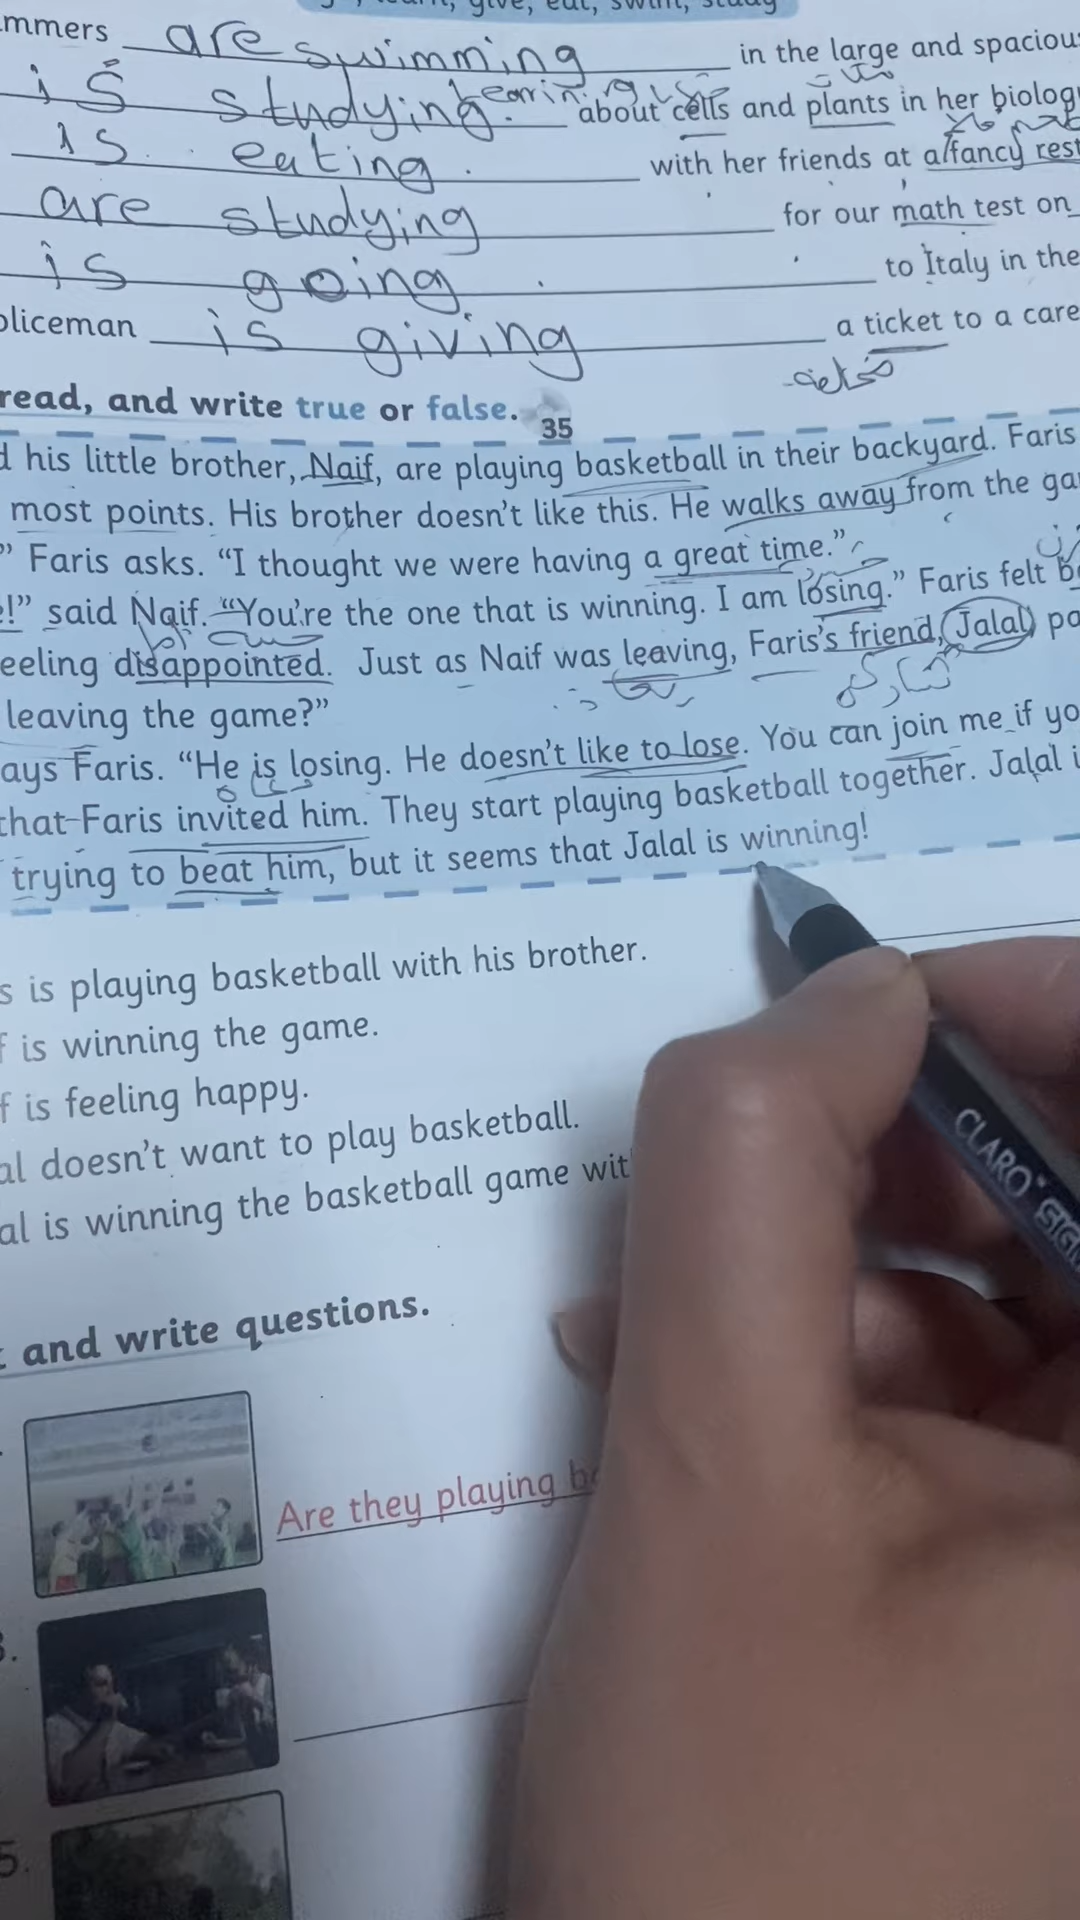 learn, give, eat, swim, study
mmers are swimming in the large and spaciou
is studying. learning about cells and plants in her biolog
is eating. with her friends at a fancy rest
are studying for our math test on
is going to Italy in the
oliceman is giving a ticket to a care
read, and write true or false. 35
d his little brother, Naif, are playing basketball in their backyard. Faris
most points. His brother doesn't like this. He walks away from the ga
" Faris asks. "I thought we were having a great time."
!" said Naif. "You're the one that is winning. I am losing." Faris felt b
eeling disappointed. Just as Naif was leaving, Faris's friend, Jalal, pa
leaving the game?"
ays Faris. "He is losing. He doesn't like to lose. You can join me if yo
that Faris invited him. They start playing basketball together. Jalal i
trying to beat him, but it seems that Jalal is winning!
s is playing basketball with his brother.
f is winning the game.
f is feeling happy.
al doesn't want to play basketball.
al is winning the basketball game wit
and write questions.
Are they playing b
3.
5.
CLARO SIG